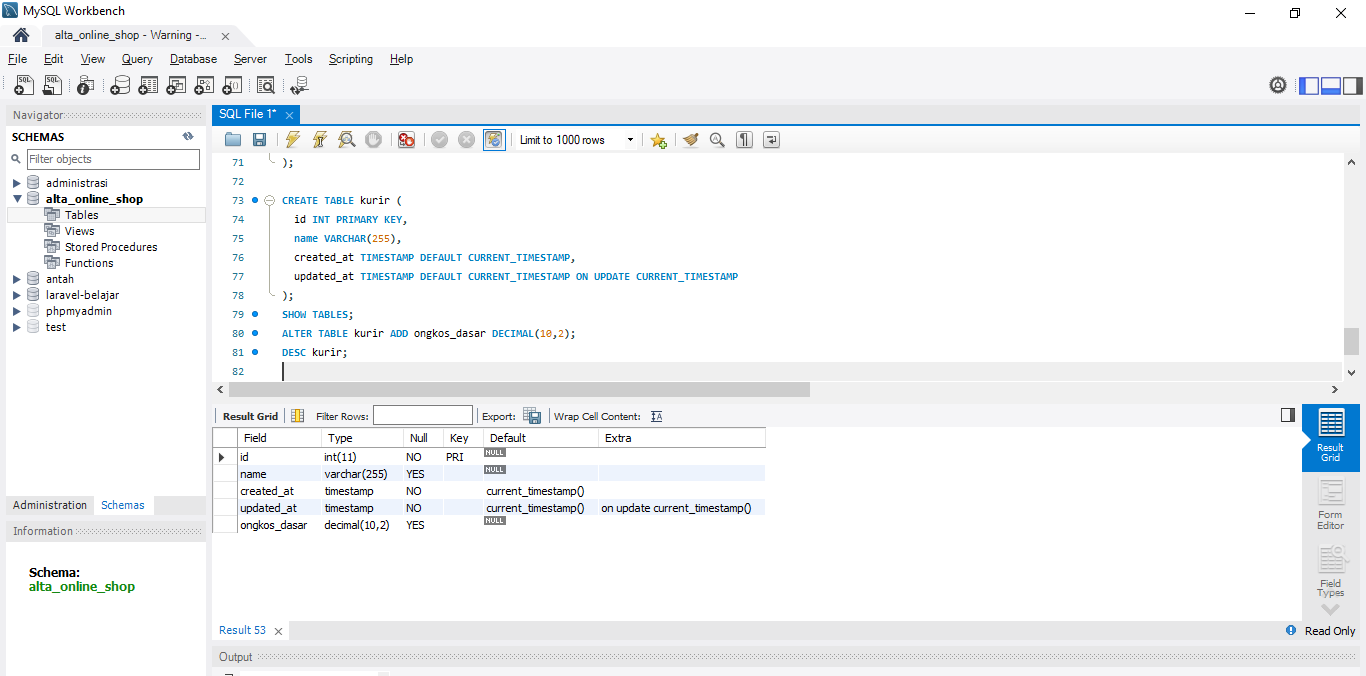 MySQL Workbench
alta_online_shop - Warning -...
File Edit View Query Database Server Tools Scripting Help
Navigator
SCHEMAS
Filter objects
administrasi
alta_online_shop
Tables
Views
Stored Procedures
Functions
antah
laravel-belajar
phpmyadmin
test
Administration Schemas
Information
Schema:
alta_online_shop
SQL File 1*
Limit to 1000 rows
71 );
72
73 CREATE TABLE kurir (
74 id INT PRIMARY KEY,
75 name VARCHAR(255),
76 created_at TIMESTAMP DEFAULT CURRENT_TIMESTAMP,
77 updated_at TIMESTAMP DEFAULT CURRENT_TIMESTAMP ON UPDATE CURRENT_TIMESTAMP
78 );
79 SHOW TABLES;
80 ALTER TABLE kurir ADD ongkos_dasar DECIMAL(10,2);
81 DESC kurir;
82
Result Grid Filter Rows: Export: Wrap Cell Content:
Field Type Null Key Default Extra
id int(11) NO PRI NULL
name varchar(255) YES NULL
created_at timestamp NO current_timestamp()
updated_at timestamp NO current_timestamp() on update current_timestamp()
ongkos_dasar decimal(10,2) YES NULL
Result
Grid
Form
Editor
Field
Types
Result 53
Read Only
Output